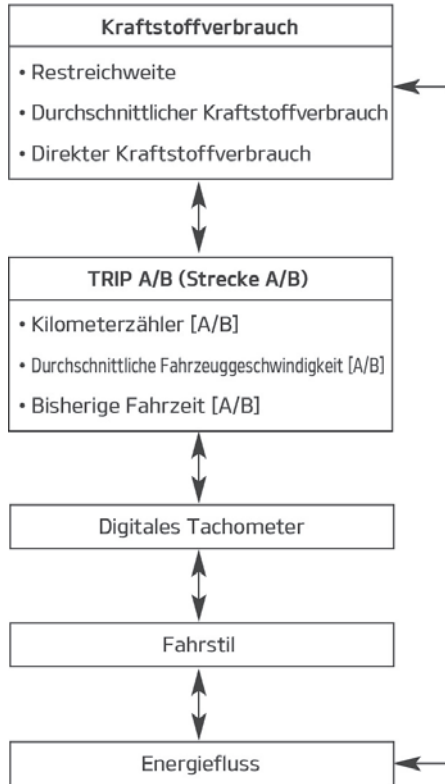 Kraftstoffverbrauch
• Restreichweite
• Durchschnittlicher Kraftstoffverbrauch
• Direkter Kraftstoffverbrauch
TRIP A/B (Strecke A/B)
• Kilometerzähler [A/B]
• Durchschnittliche Fahrzeuggeschwindigkeit [A/B]
• Bisherige Fahrzeit [A/B]
Digitales Tachometer
Fahrstil
Energiefluss